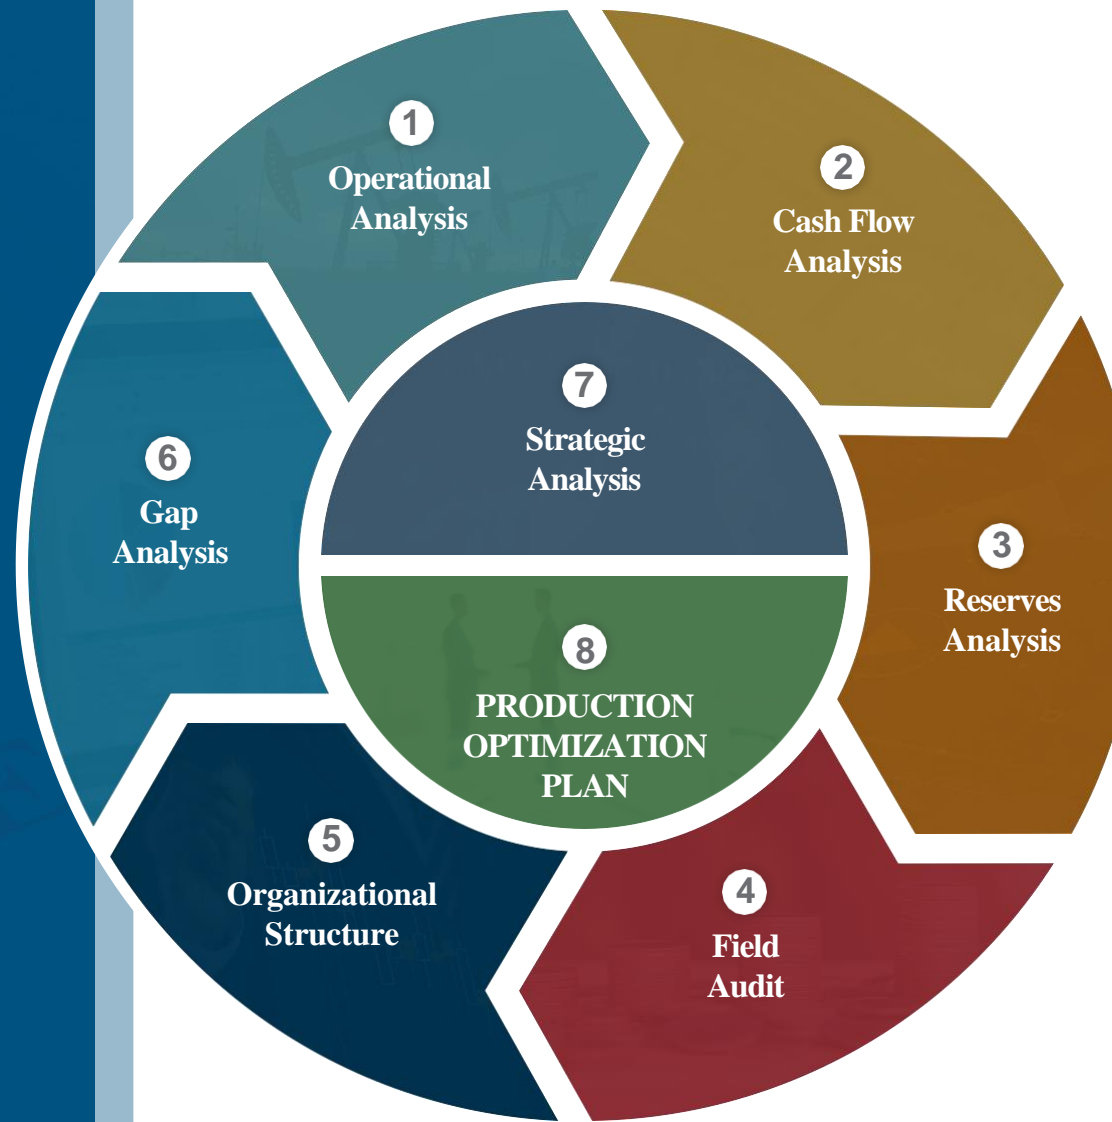 1
Operational
Analysis
2
Cash Flow
Analysis
3
Reserves
Analysis
4
Field
Audit
5
Organizational
Structure
6
Gap
Analysis
7
Strategic
Analysis
8
PRODUCTION
OPTIMIZATION
PLAN